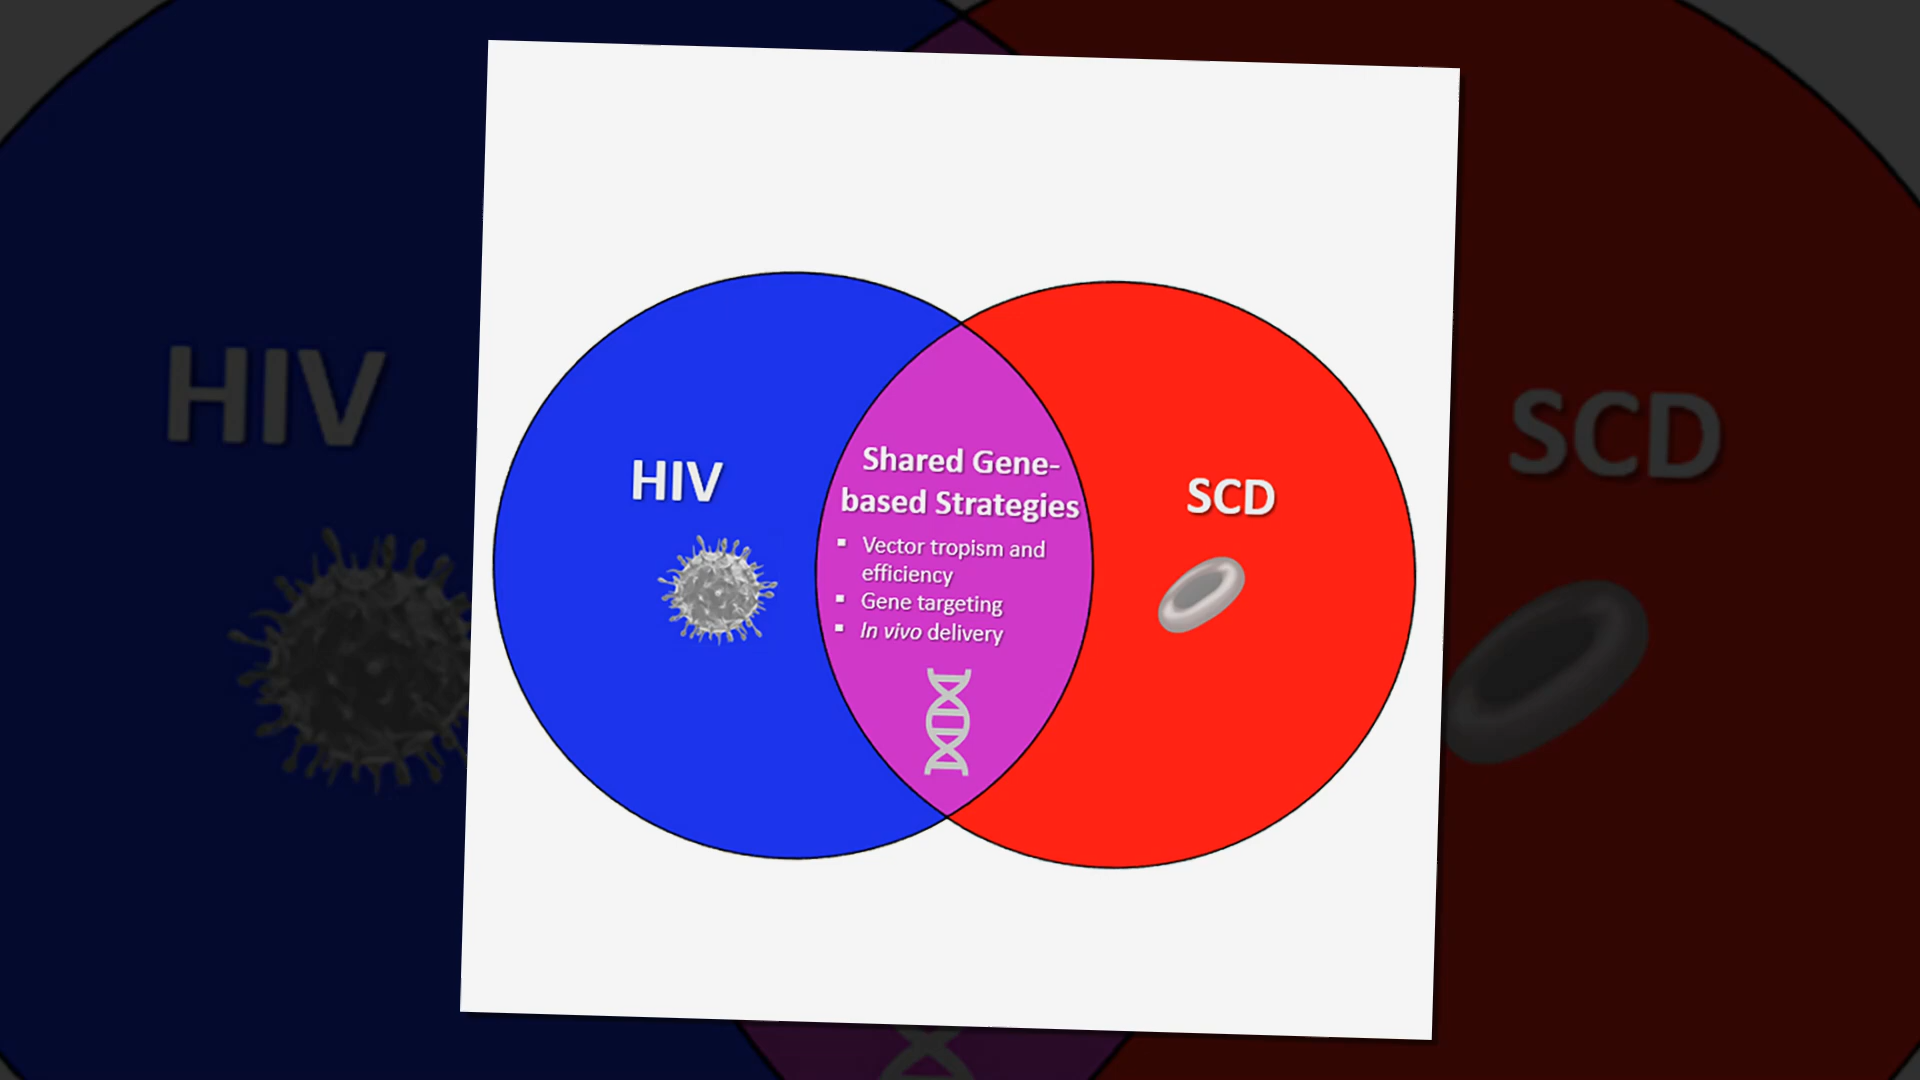 HIV
SCD
Shared Gene-
based Strategies
▪ Vector tropism and
efficiency
▪ Gene targeting
▪ In vivo delivery
HIV
SCD